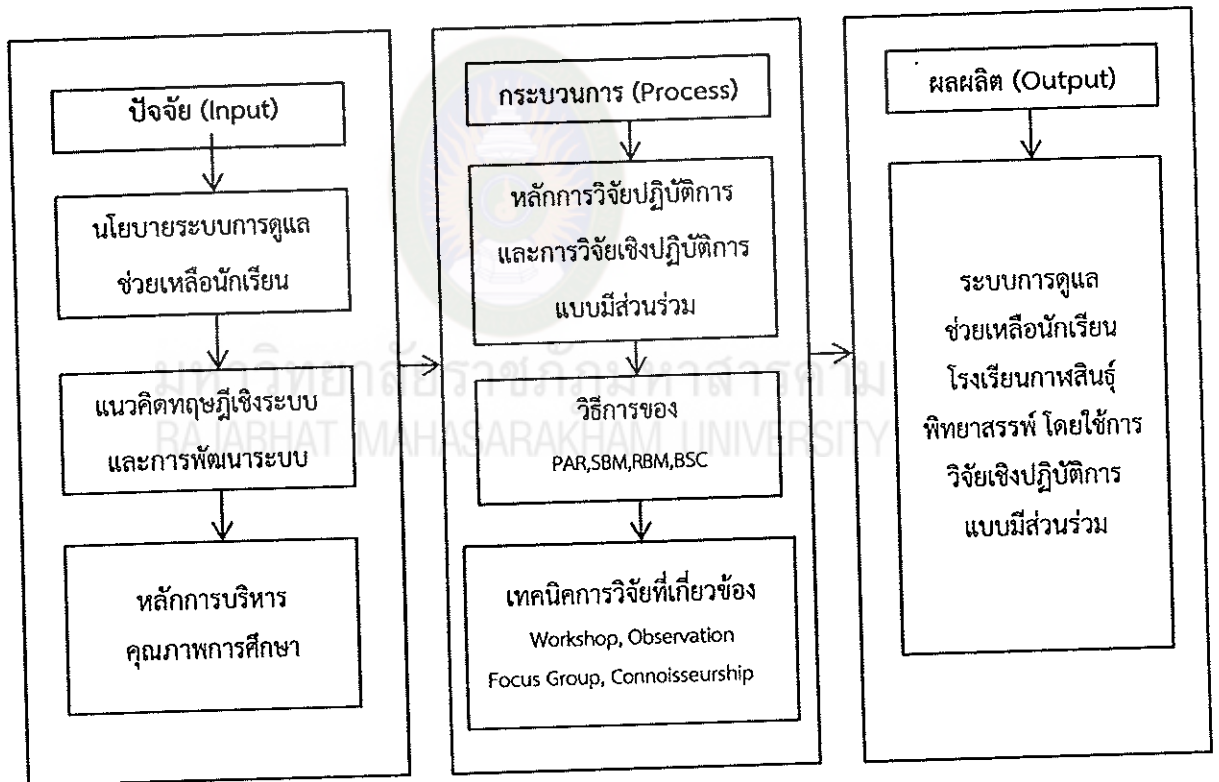 ปัจจัย (Input)
นโยบายระบบการดูแล
ช่วยเหลือนักเรียน
แนวคิดทฤษฎีเชิงระบบ
และการพัฒนาระบบ
หลักการบริหาร
คุณภาพการศึกษา
กระบวนการ (Process)
หลักการวิจัยปฏิบัติการ
และการวิจัยเชิงปฏิบัติการ
แบบมีส่วนร่วม
วิธีการของ
PAR,SBM,RBM,BSC
เทคนิคการวิจัยที่เกี่ยวข้อง
Workshop, Observation
Focus Group, Connoisseurship
ผลผลิต (Output)
ระบบการดูแล
ช่วยเหลือนักเรียน
โรงเรียนกาฬสินธุ์
พิทยาสรรพ์ โดยใช้การ
วิจัยเชิงปฏิบัติการ
แบบมีส่วนร่วม
มหาวิทยาลัยราชภัฏมหาสารคาม
RAJABHAT MAHASARAKHAM UNIVERSITY